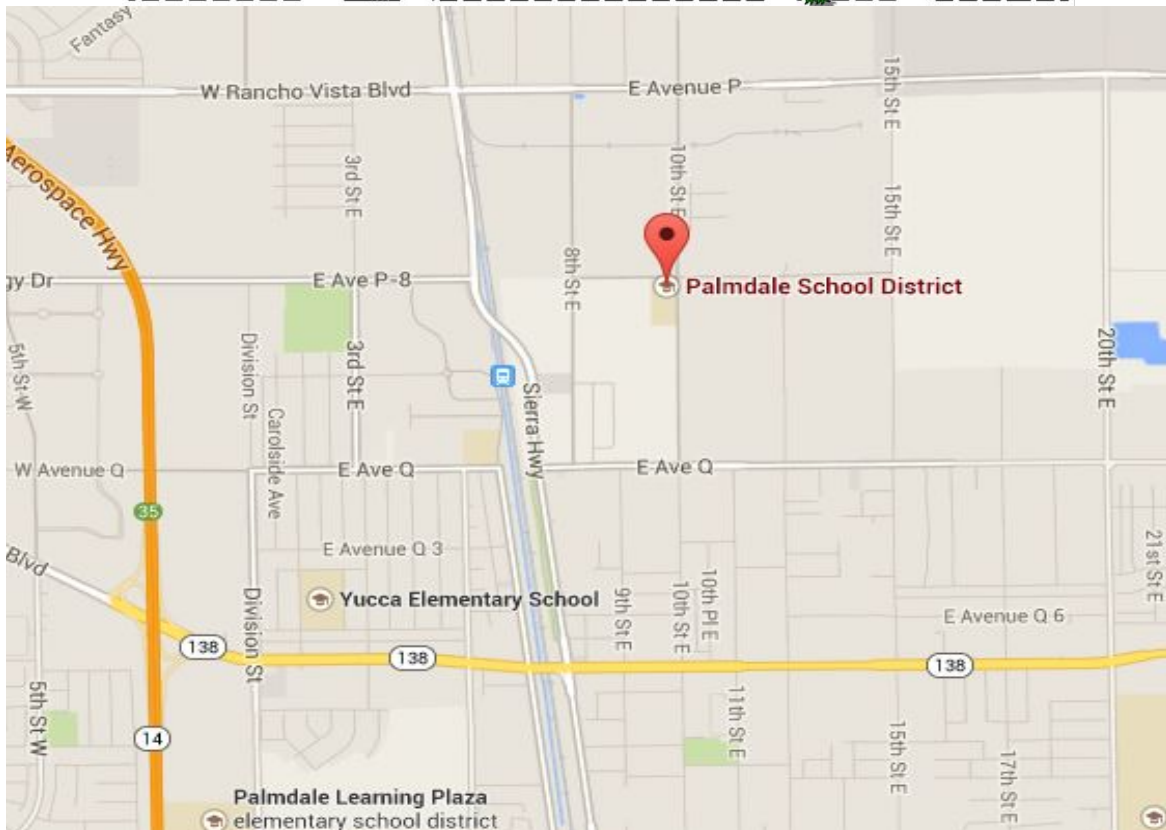 Fantasy
W Rancho Vista Blvd
E Avenue P
15th St E
Aerospace Hwy
3rd St E
10th St E
15th St E
8th St E
gy Dr
E Ave P-8
Palmdale School District
5th St W
Division St
3rd St E
20th St E
Sierra Hwy
Carolside Ave
W Avenue Q
E Ave Q
E Ave Q
35
E Avenue Q 3
21st St E
Blvd
Yucca Elementary School
Division St
9th St E
10th St E
10th Pl E
E Avenue Q 6
138
138
138
5th St W
14
11th St E
15th St E
17th St E
Palmdale Learning Plaza
elementary school district